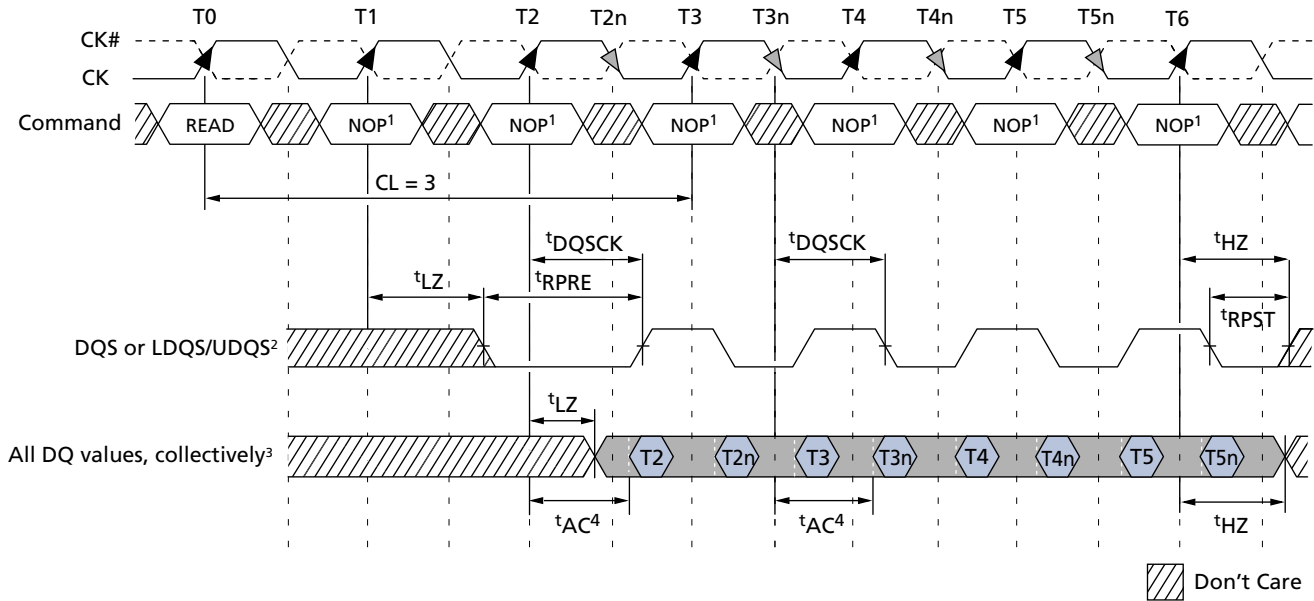 T0 T1 T2 T2n T3 T3n T4 T4n T5 T5n T6
CK#
CK
Command READ NOP¹ NOP¹ NOP¹ NOP¹ NOP¹ NOP¹
CL = 3
ᵗDQSCK ᵗDQSCK ᵗHZ
ᵗLZ ᵗRPRE
ᵗRPST
DQS or LDQS/UDQS²
ᵗLZ
All DQ values, collectively³ T2 T2n T3 T3n T4 T4n T5 T5n
ᵗAC⁴ ᵗAC⁴ ᵗHZ
Don't Care